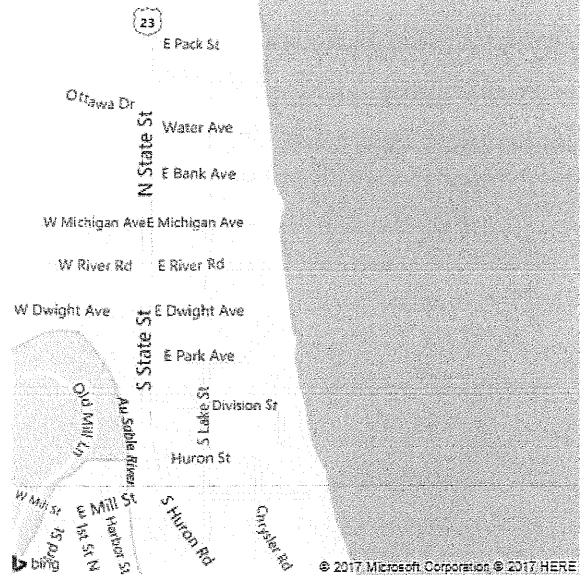 23
E Pack St
Ottawa Dr
N State St
Water Ave
E Bank Ave
W Michigan Ave
E Michigan Ave
W River Rd
E River Rd
W Dwight Ave
S State St
E Dwight Ave
E Park Ave
Old Mill Ln
Au Sable River
S Lake St
Division St
Huron St
W Mill St
E Mill St
S Huron Rd
Chrysler Rd
3rd St
E 1st St N
Harbor St
bing
© 2017 Microsoft Corporation © 2017 HERE